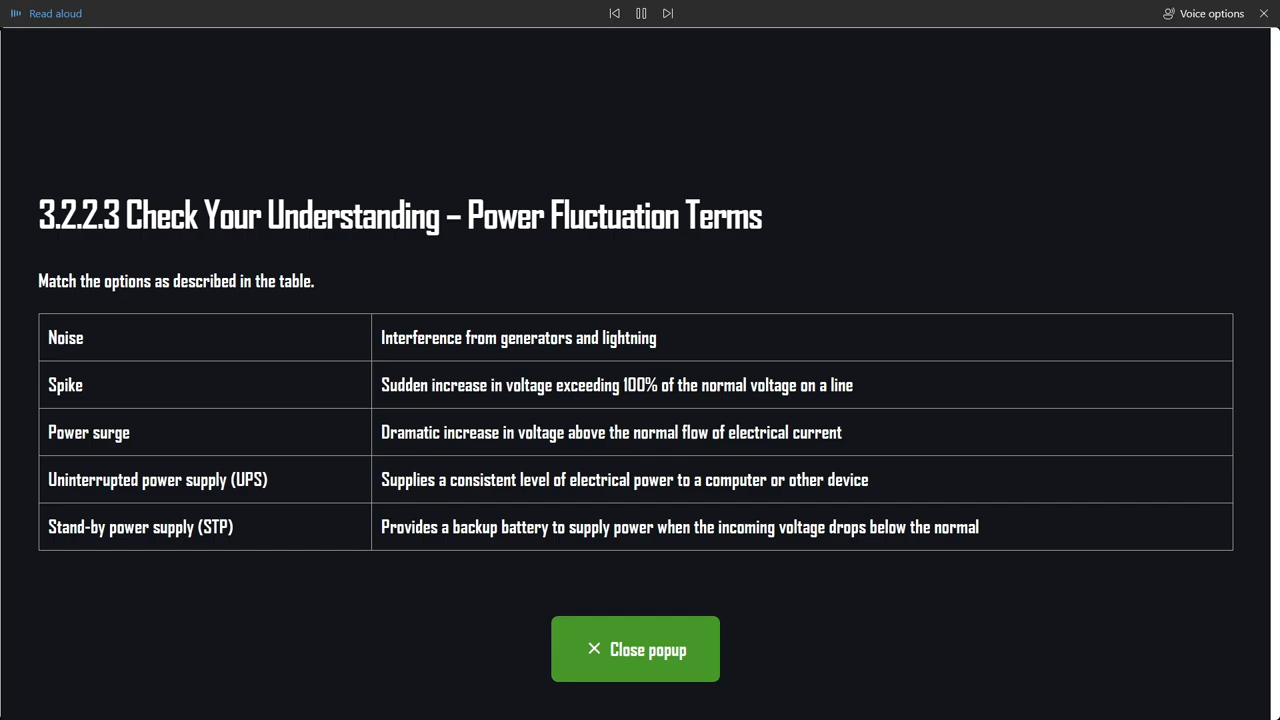 Read aloud
Voice options
3.2.2.3 Check Your Understanding – Power Fluctuation Terms
Match the options as described in the table.
Noise Interference from generators and lightning
Spike Sudden increase in voltage exceeding 100% of the normal voltage on a line
Power surge Dramatic increase in voltage above the normal flow of electrical current
Uninterrupted power supply (UPS) Supplies a consistent level of electrical power to a computer or other device
Stand-by power supply (STP) Provides a backup battery to supply power when the incoming voltage drops below the normal
Close popup